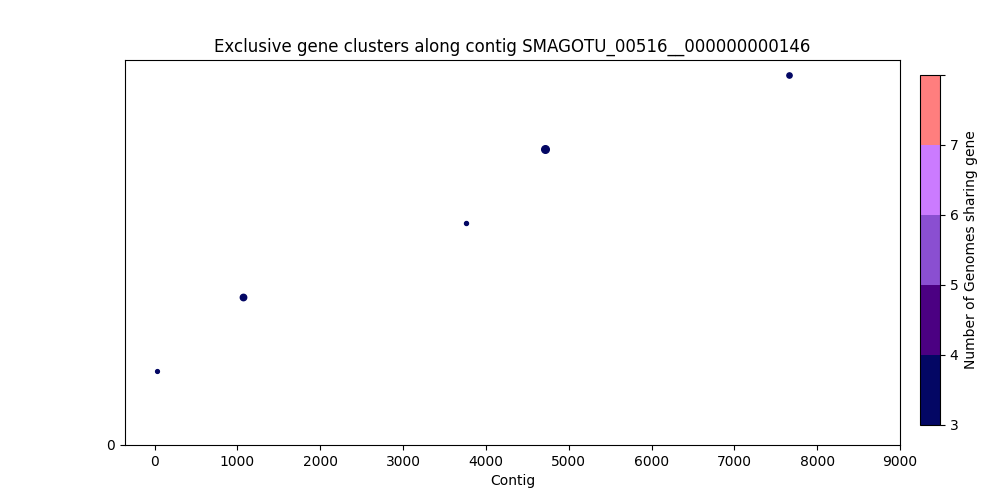 Exclusive gene clusters along contig SMAGOTU_00516__000000000146
0
0 1000 2000 3000 4000 5000 6000 7000 8000 9000
Contig
7
6
5
4
3
Number of Genomes sharing gene